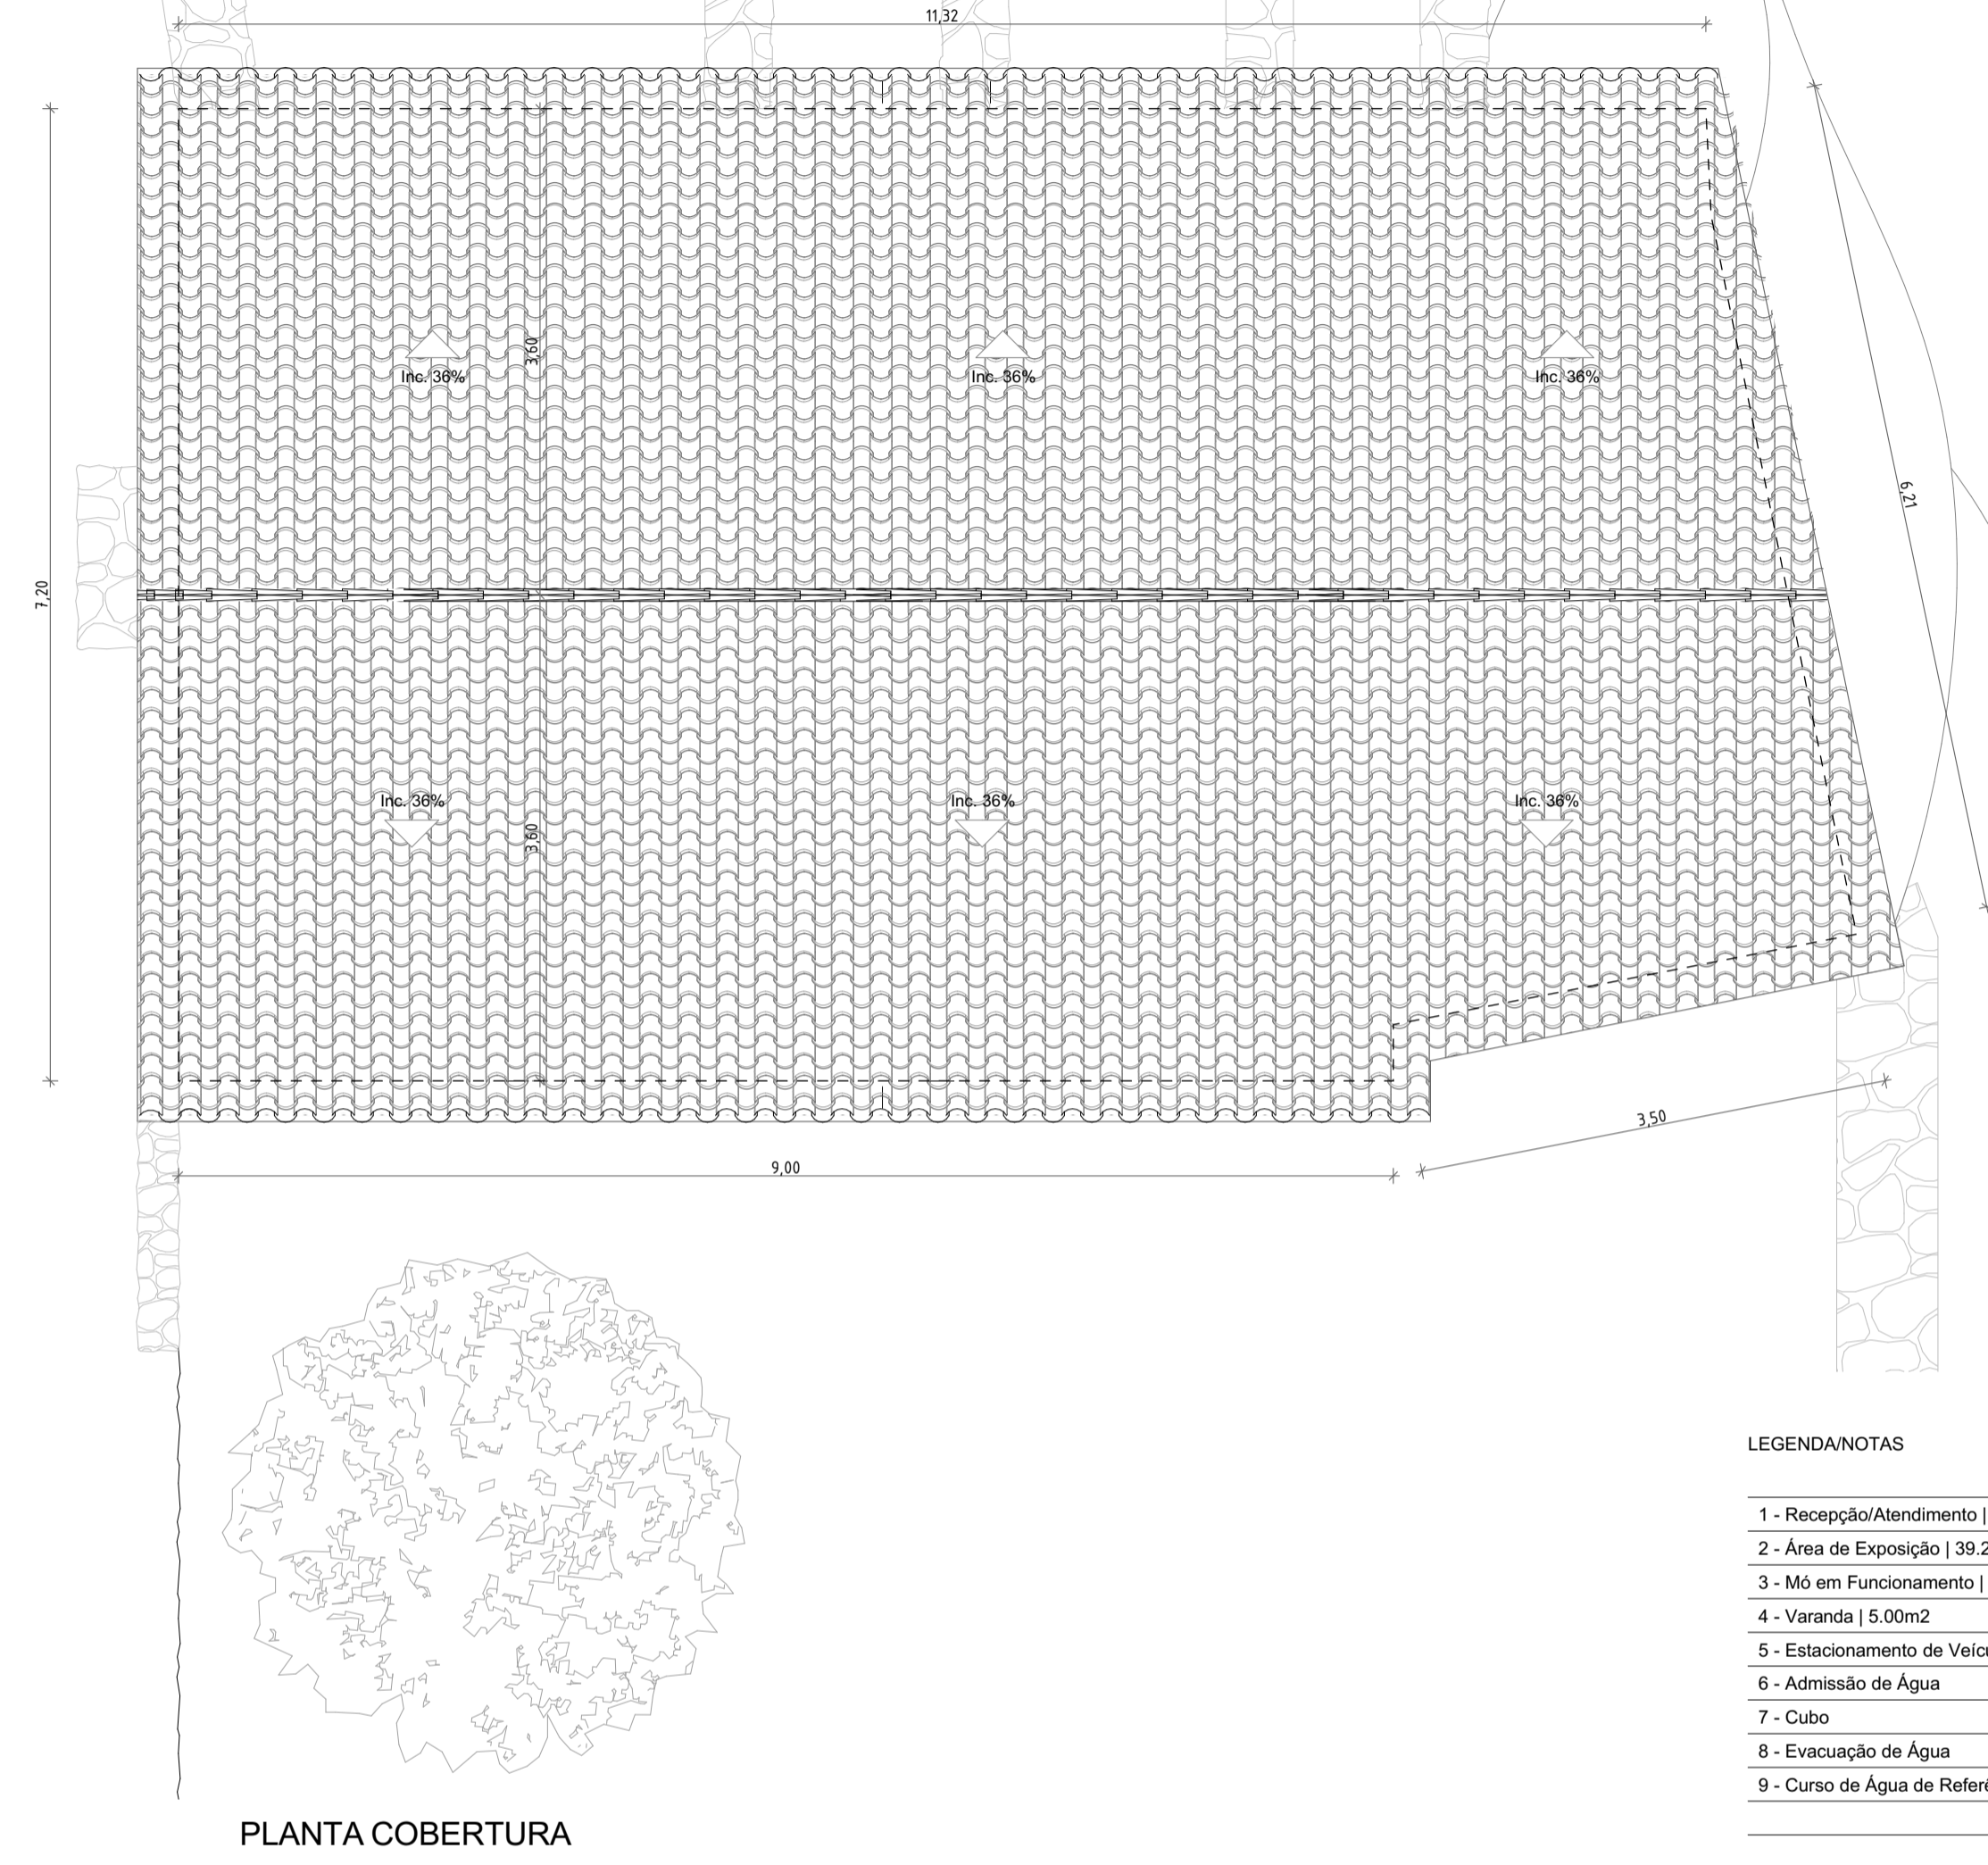 11,32
Inc. 36%
3,60
Inc. 36%
Inc. 36%
6,21
7,20
Inc. 36%
3,60
Inc. 36%
Inc. 36%
3,50
9,00
LEGENDA/NOTAS
1 - Recepção/Atendimento |
2 - Área de Exposição | 39.2
3 - Mó em Funcionamento |
4 - Varanda | 5.00m2
5 - Estacionamento de Veícu
6 - Admissão de Água
7 - Cubo
8 - Evacuação de Água
9 - Curso de Água de Referê
PLANTA COBERTURA